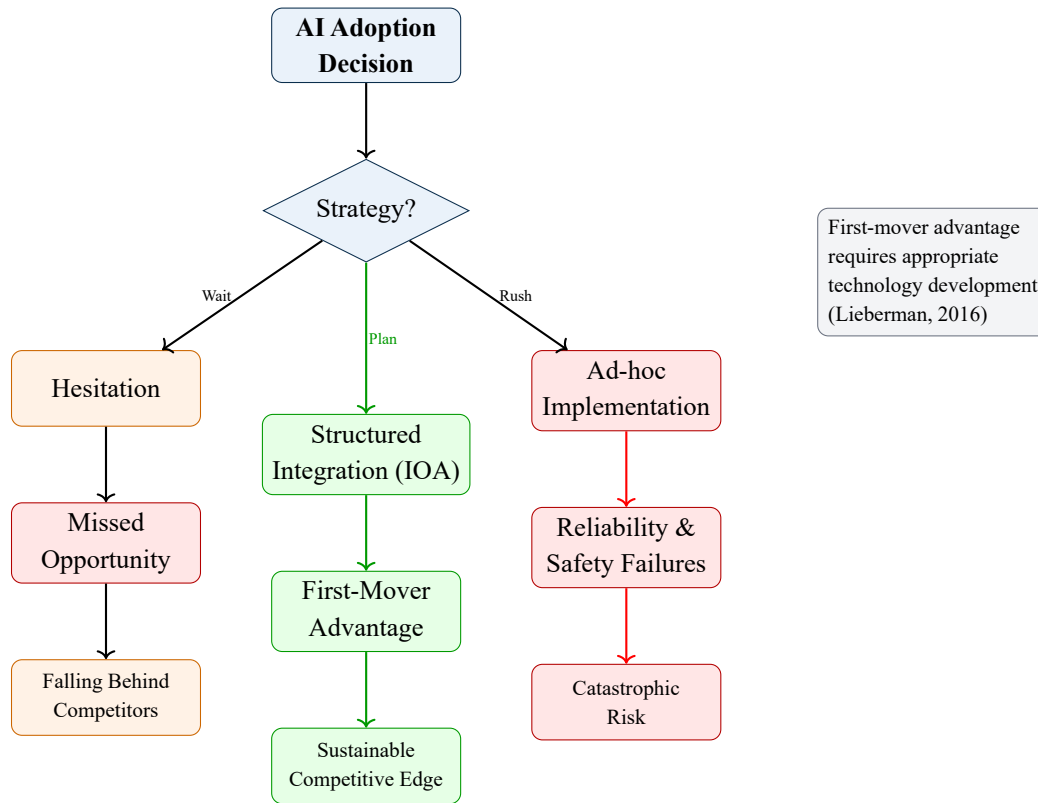 AI Adoption
Decision
Strategy?
First-mover advantage
requires appropriate
technology development
(Lieberman, 2016)
Wait
Plan
Rush
Hesitation
Structured
Integration (IOA)
Ad-hoc
Implementation
Missed
Opportunity
First-Mover
Advantage
Reliability &
Safety Failures
Falling Behind
Competitors
Sustainable
Competitive Edge
Catastrophic
Risk